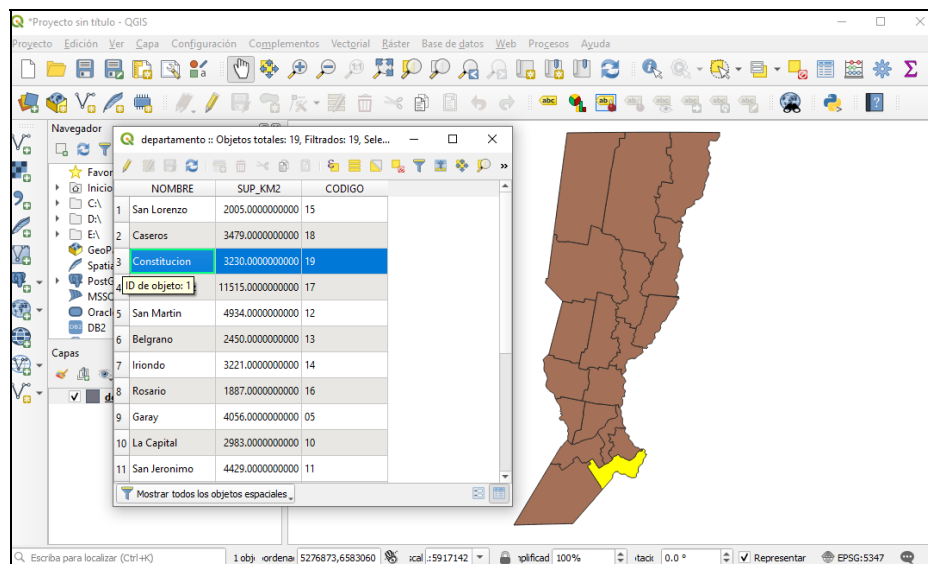 *Proyecto sin título - QGIS
Proyecto Edición Ver Capa Configuración Complementos Vectorial Ráster Base de datos Web Procesos Ayuda
abc
Navegador
Inicio
C:\
D:\
E:\
MSSQ
DB2 DB2
Capas
departamento :: Objetos totales: 19, Filtrados: 19, Sele...
»
NOMBRE SUP_KM2 CODIGO
1 San Lorenzo 2005.0000000000 15
2 Caseros 3479.0000000000 18
3 Constitucion 3230.0000000000 19
4 11515.0000000000 17
ID de objeto: 1
5 San Martin 4934.0000000000 12
6 Belgrano 2450.0000000000 13
7 Iriondo 3221.0000000000 14
8 Rosario 1887.0000000000 16
9 Garay 4056.0000000000 05
10 La Capital 2983.0000000000 10
11 San Jeronimo 4429.0000000000 11
Mostrar todos los objetos espaciales
Escriba para localizar (Ctrl+K) 1 obj 5276873,6583060 :5917142 100% 0.0 ° Representar EPSG:5347